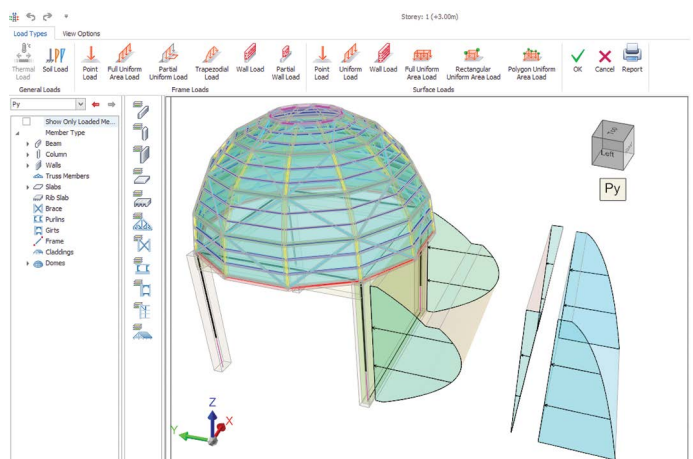 Storey: 1 (+3.00m)
Load Types View Options
Thermal Load
Soil Load
Point Load
Full Uniform Area Load
Partial Uniform Load
Trapezodial Load
Wall Load
Partial Wall Load
Point Load
Uniform Load
Wall Load
Full Uniform Area Load
Rectangular Uniform Area Load
Polygon Uniform Area Load
OK
Cancel
Report
General Loads
Frame Loads
Surface Loads
Py
Show Only Loaded Me...
Member Type
Beam
Column
Walls
Truss Members
Slabs
Rib Slab
Brace
Purlins
Girts
Frame
Claddings
Domes
Top
Left
Py
Z
X
Y